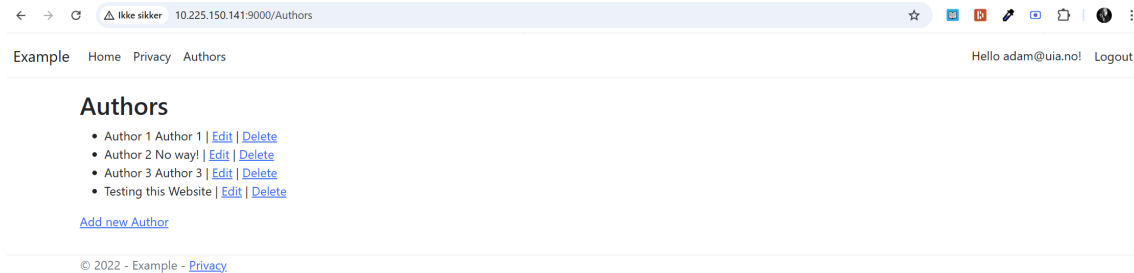 Ikke sikker 10.225.150.141:9000/Authors
Example Home Privacy Authors Hello adam@uia.no! Logout
Authors
• Author 1 Author 1 | Edit | Delete
• Author 2 No way! | Edit | Delete
• Author 3 Author 3 | Edit | Delete
• Testing this Website | Edit | Delete
Add new Author
© 2022 - Example - Privacy